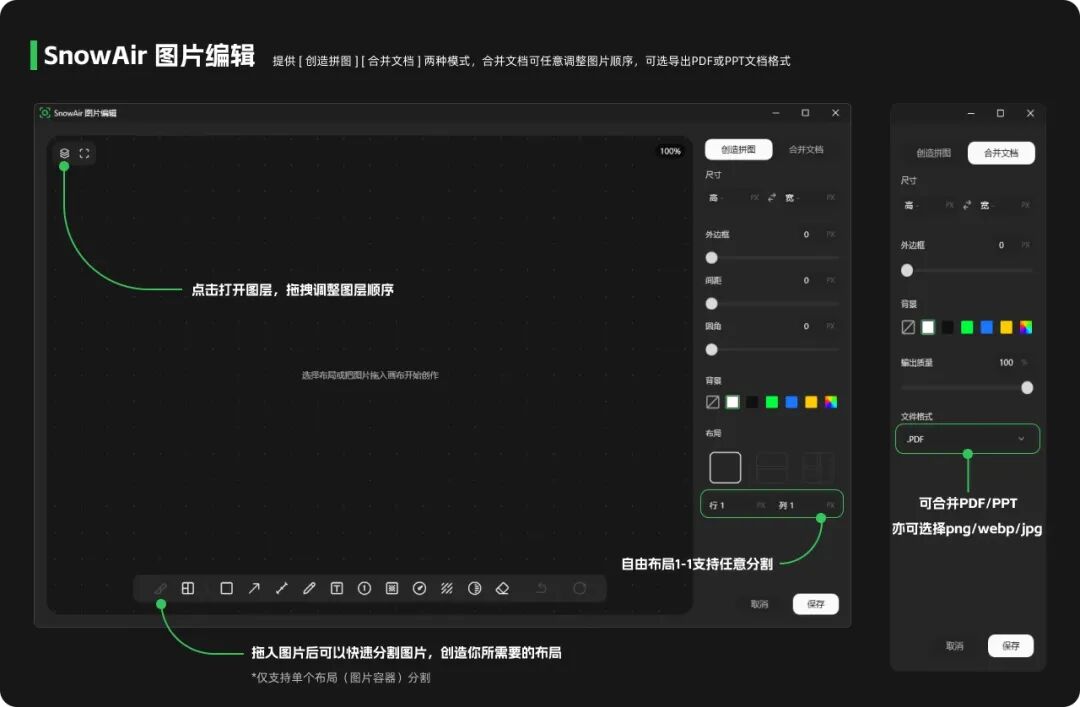 SnowAir 图片编辑
提供 [ 创造拼图 ] [ 合并文档 ] 两种模式，合并文档可任意调整图片顺序，可选导出PDF或PPT文档格式
SnowAir 图片编辑
100%
点击打开图层，拖拽调整图层顺序
选择布局或把图片拖入画布开始创作
创造拼图 合并文档
尺寸
高 - PX 宽 - PX
外边框 0 PX
间距 0 PX
圆角 0 PX
背景
布局
行 1 PX 列 1 PX
自由布局1-1支持任意分割
取消 保存
拖入图片后可以快速分割图片，创造你所需要的布局
*仅支持单个布局（图片容器）分割
创造拼图 合并文档
尺寸
高 - PX 宽 - PX
外边框 0 PX
背景
输出质量 100 %
文件格式
.PDF
可合并PDF/PPT
亦可选择png/webp/jpg
取消 保存